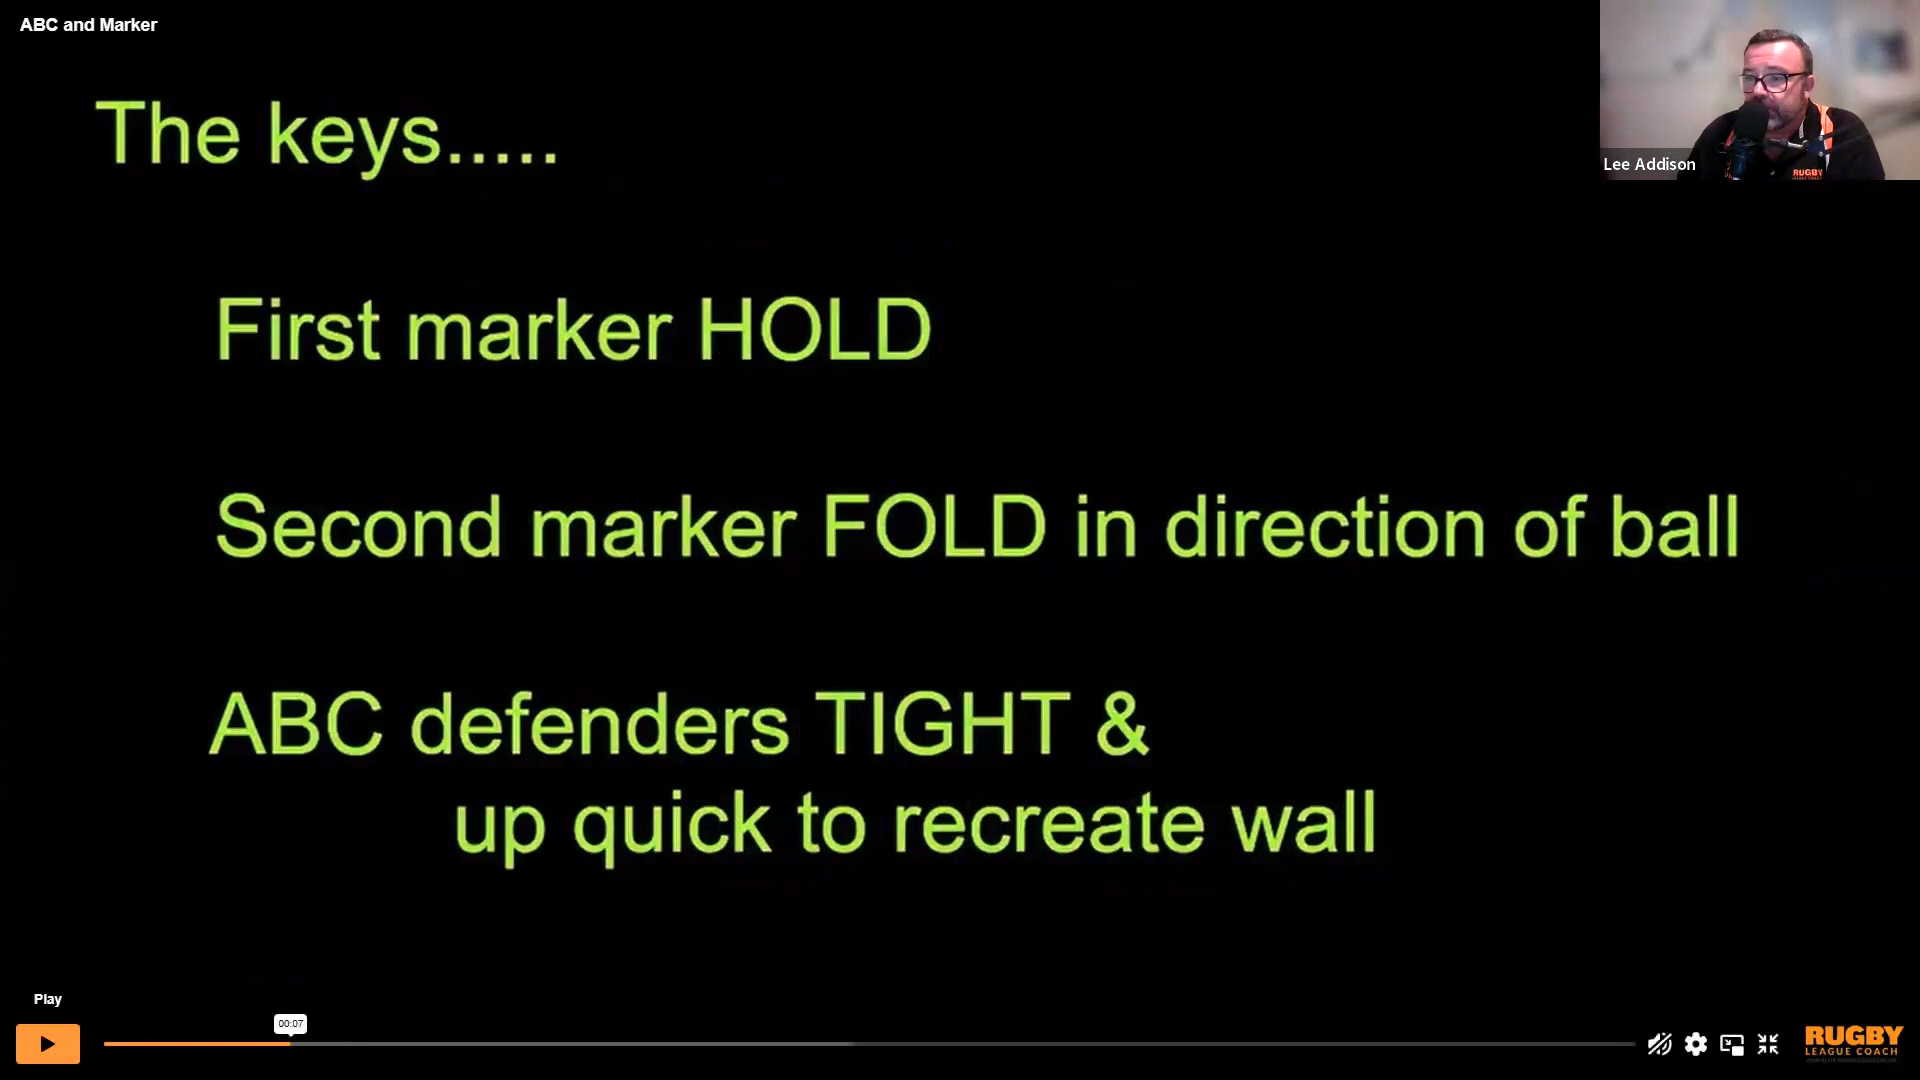 ABC and Marker
The keys.....
First marker HOLD
Second marker FOLD in direction of ball
ABC defenders TIGHT &
up quick to recreate wall
RUGBY
Lee Addison
Play
00:07
RUGBY
LEAGUE COACH